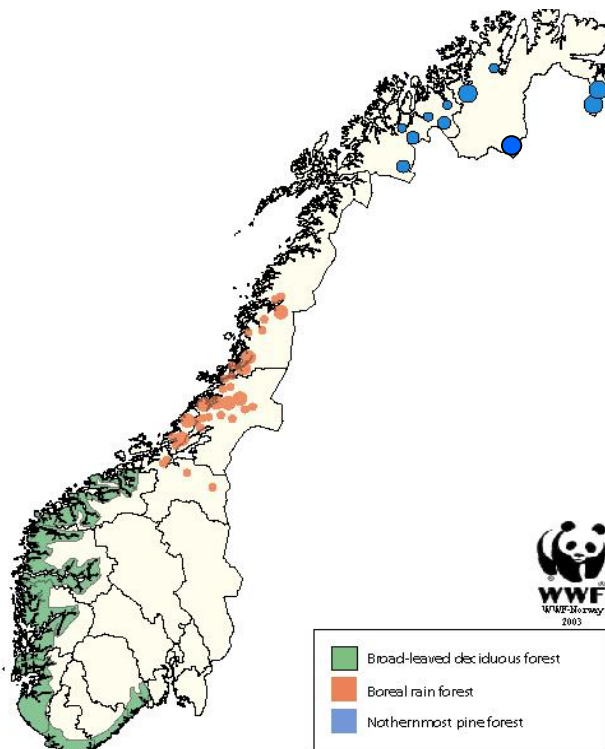 WWF
WWF-Norway
2003
Broad-leaved deciduous forest
Boreal rain forest
Nothernmost pine forest